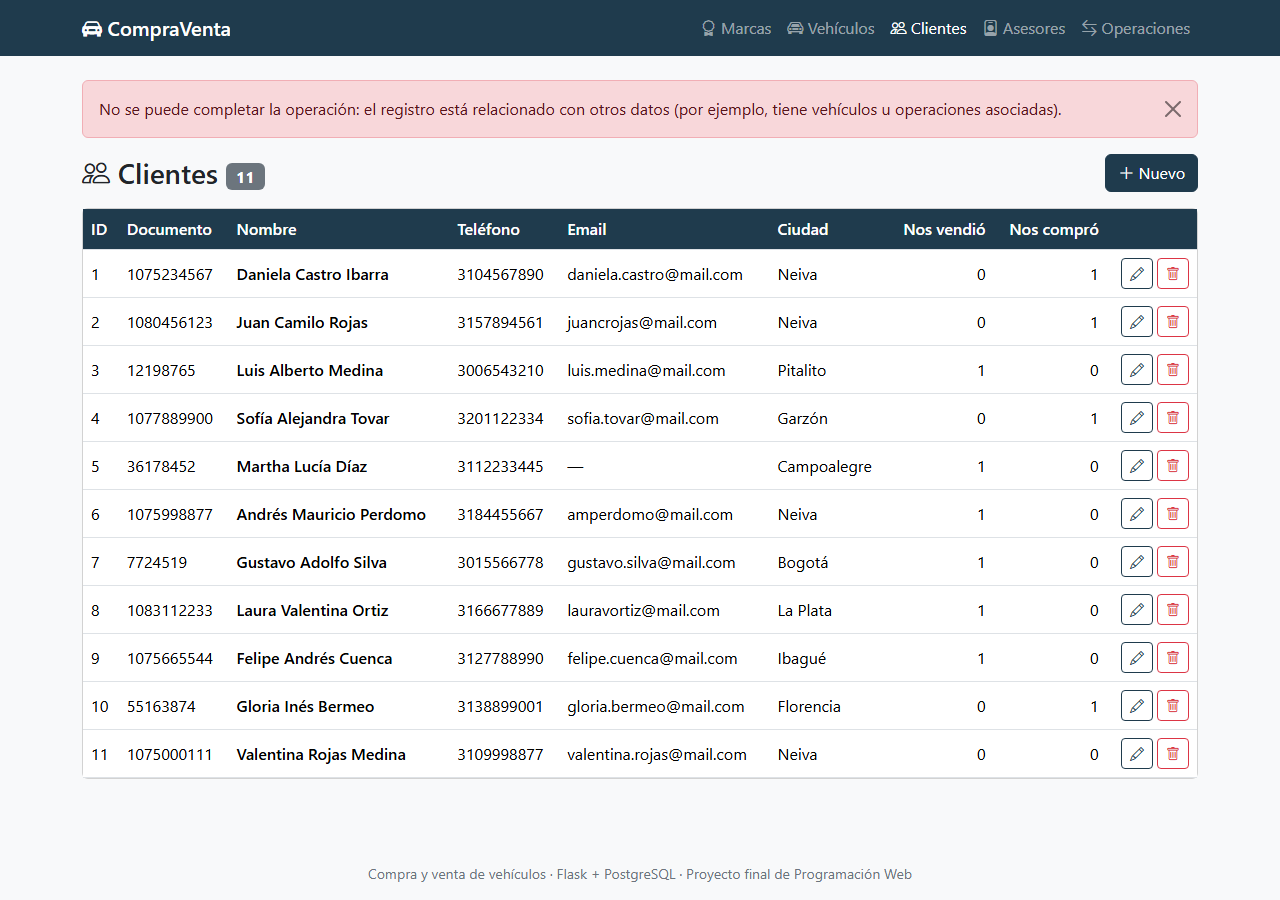 CompraVenta
Marcas Vehículos Clientes Asesores Operaciones
No se puede completar la operación: el registro está relacionado con otros datos (por ejemplo, tiene vehículos u operaciones asociadas).
Clientes 11
+ Nuevo
ID Documento Nombre Teléfono Email Ciudad Nos vendió Nos compró
1 1075234567 Daniela Castro Ibarra 3104567890 daniela.castro@mail.com Neiva 0 1
2 1080456123 Juan Camilo Rojas 3157894561 juancrojas@mail.com Neiva 0 1
3 12198765 Luis Alberto Medina 3006543210 luis.medina@mail.com Pitalito 1 0
4 1077889900 Sofía Alejandra Tovar 3201122334 sofia.tovar@mail.com Garzón 0 1
5 36178452 Martha Lucía Díaz 3112233445 — Campoalegre 1 0
6 1075998877 Andrés Mauricio Perdomo 3184455667 amperdomo@mail.com Neiva 1 0
7 7724519 Gustavo Adolfo Silva 3015566778 gustavo.silva@mail.com Bogotá 1 0
8 1083112233 Laura Valentina Ortiz 3166677889 lauravortiz@mail.com La Plata 1 0
9 1075665544 Felipe Andrés Cuenca 3127788990 felipe.cuenca@mail.com Ibagué 1 0
10 55163874 Gloria Inés Bermeo 3138899001 gloria.bermeo@mail.com Florencia 0 1
11 1075000111 Valentina Rojas Medina 3109998877 valentina.rojas@mail.com Neiva 0 0
Compra y venta de vehículos · Flask + PostgreSQL · Proyecto final de Programación Web